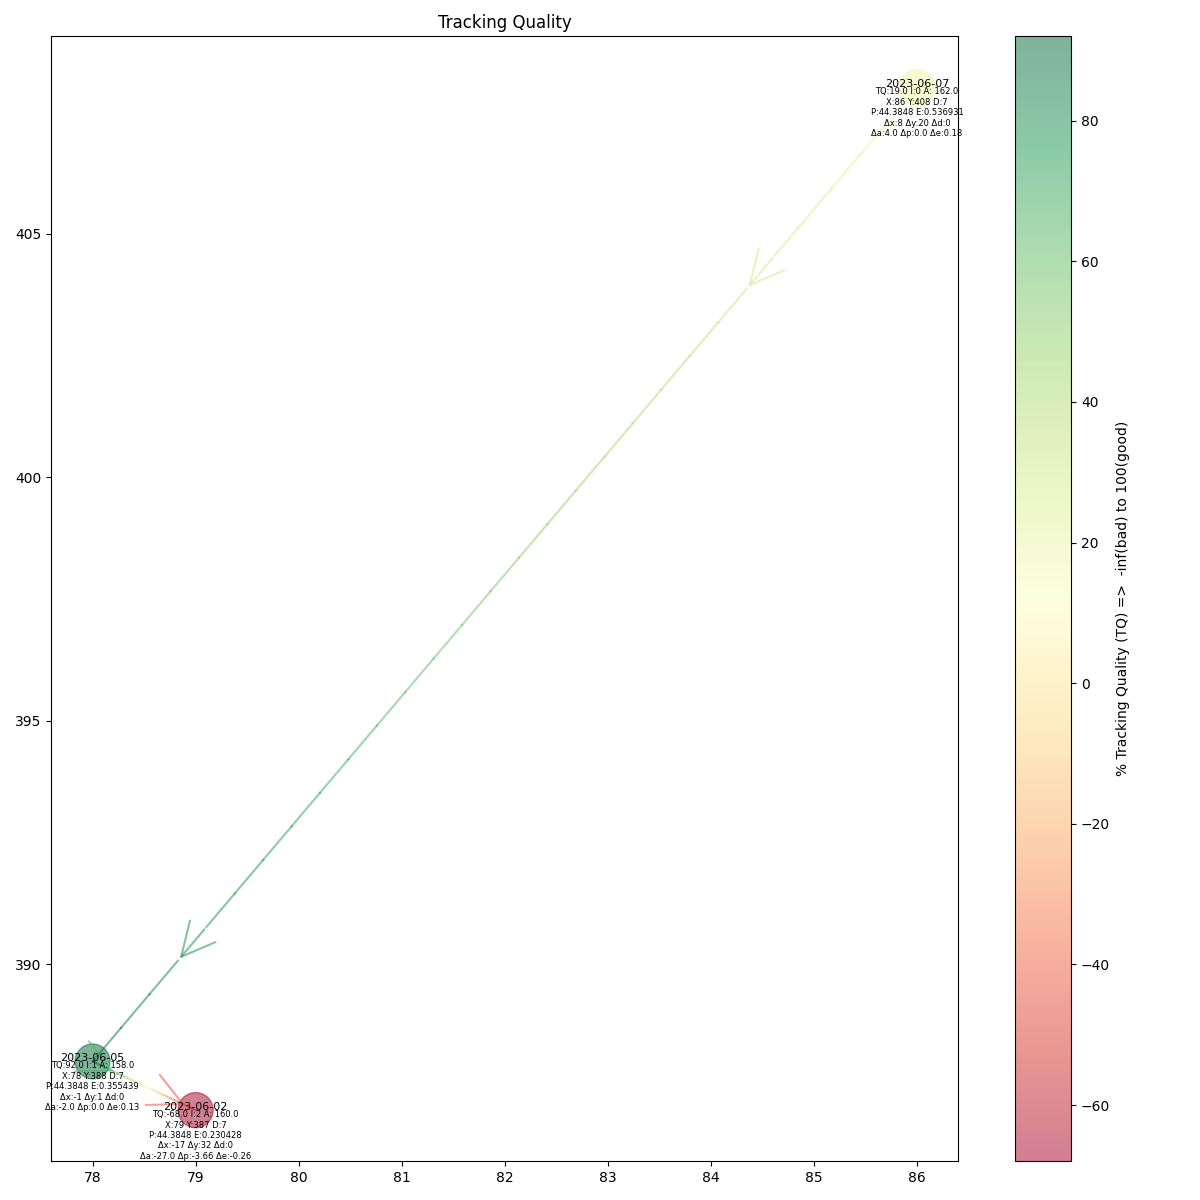 Tracking Quality
2023-06-07
TQ:19.0 I:0 A: 162.0
X:86 Y:408 D:7
P:44.3848 E:0.536931
Δx:8 Δy:20 Δd:0
Δa:4.0 Δp:0.0 Δe:0.18
405
400
395
390
2023-06-05
TQ:92.0 I:1 A: 158.0
X:78 Y:388 D:7
P:44.3848 E:0.355439
Δx:-1 Δy:1 Δd:0
Δa:-2.0 Δp:0.0 Δe:0.13
2023-06-02
TQ:-68.0 I:2 A: 160.0
X:79 Y:387 D:7
P:44.3848 E:0.230428
Δx:-17 Δy:32 Δd:0
Δa:-27.0 Δp:-3.66 Δe:-0.26
78 79 80 81 82 83 84 85 86
80
60
40
20
0
−20
−40
−60
% Tracking Quality (TQ) => -inf(bad) to 100(good)